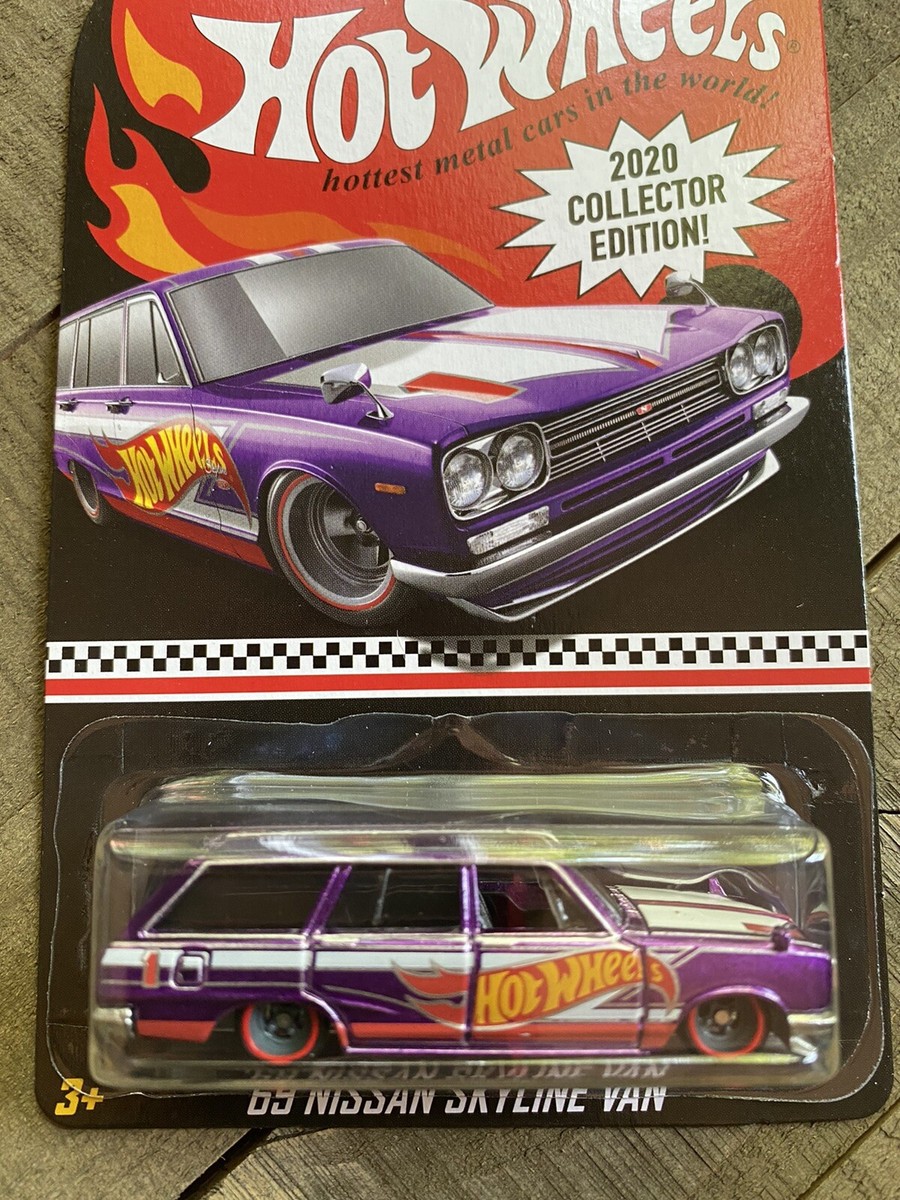 HOT WHEELS®
hottest metal cars in the world!
2020
COLLECTOR
EDITION!
HOT WHEELS
1
HOT WHEELS
3+
'69 NISSAN SKYLINE VAN